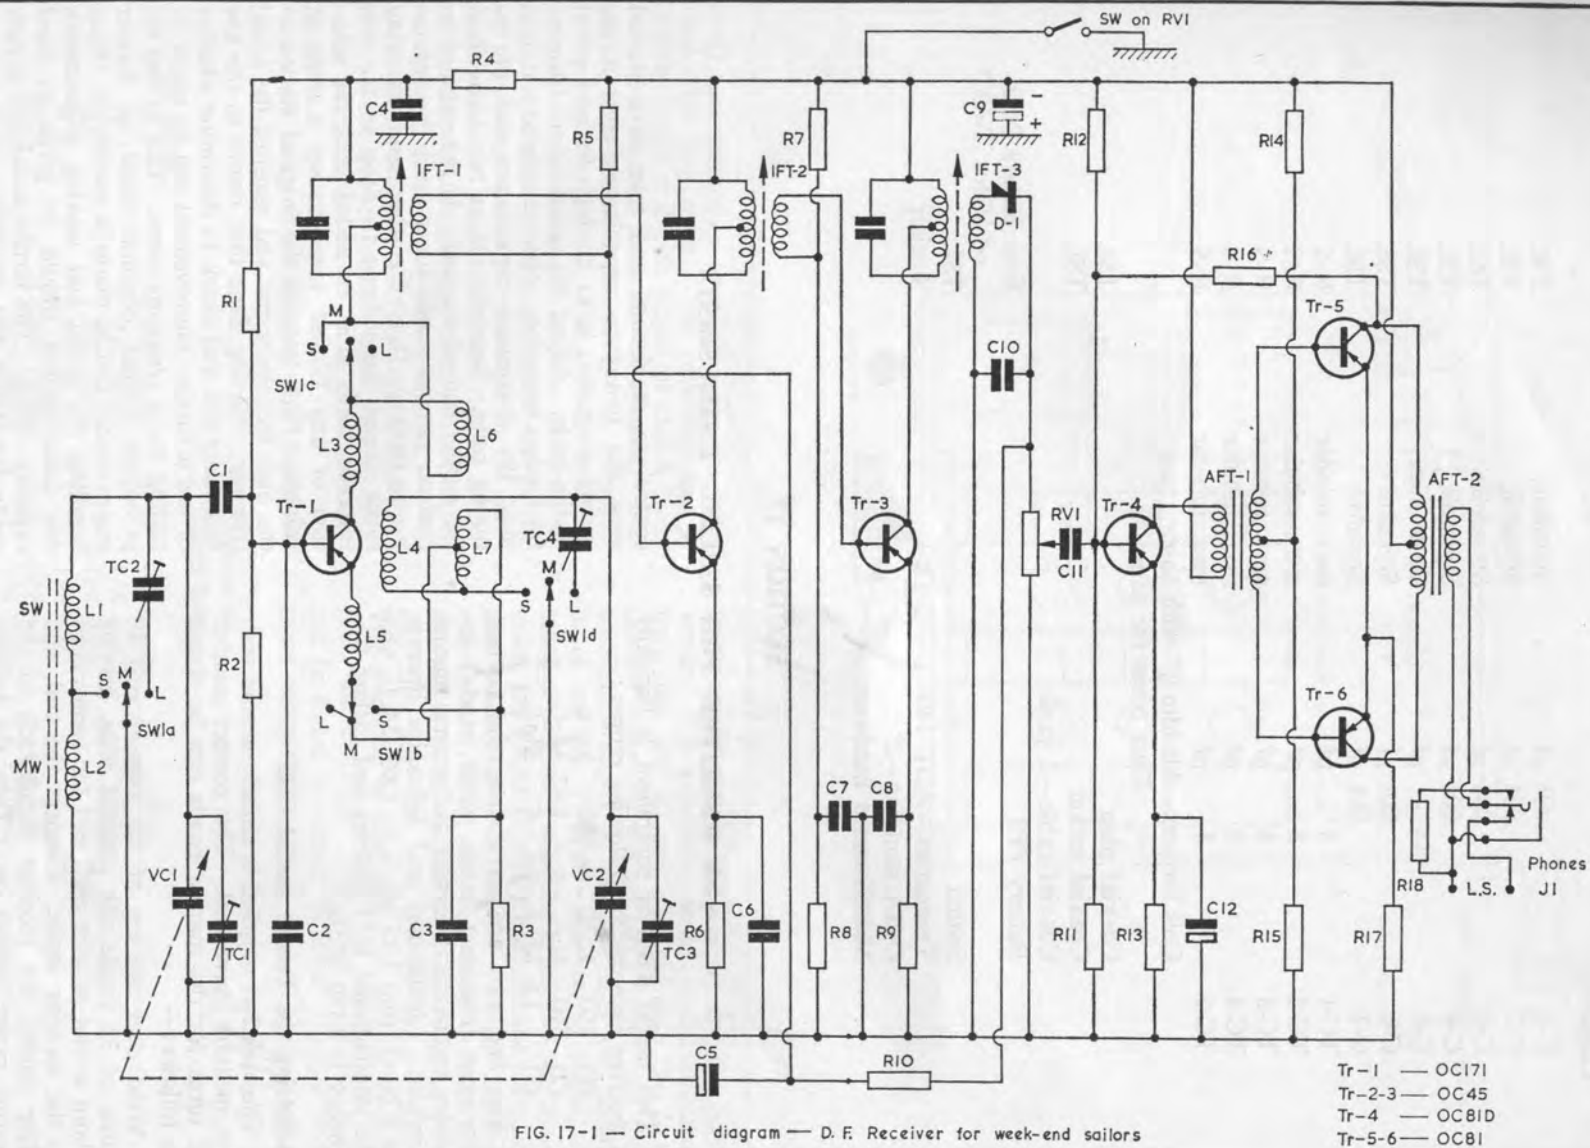 SW on RV1
R4
C4
C9
-
+
R5
R7
R12
R14
IFT-1
IFT-2
IFT-3
D-1
R16
R1
M
S
L
SW1c
Tr-5
C10
L3
L6
C1
Tr-1
L4
L7
TC4
Tr-2
Tr-3
RV1
C11
Tr-4
AFT-1
AFT-2
TC2
SW
L1
M
S
L
SW1d
R2
L5
S
M
L
SW1a
L
S
M
SW1b
Tr-6
MW
L2
C7
C8
VC1
TC1
C2
C3
R3
VC2
TC3
R6
C6
R8
R9
R11
R13
C12
R15
R17
R18
L.S.
Phones
J1
C5
R10
Tr-1 — OC171
Tr-2-3 — OC45
Tr-4 — OC81D
Tr-5-6 — OC81
FIG. 17-1 — Circuit diagram — D. F. Receiver for week-end sailors